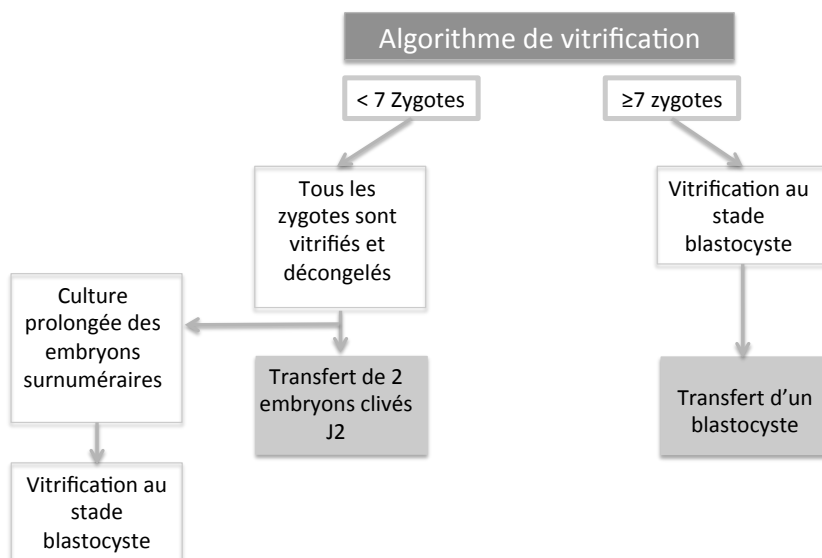 Algorithme de vitrification
< 7 Zygotes
≥7 zygotes
Tous les
zygotes sont
vitrifiés et
décongelés
Vitrification au
stade
blastocyste
Culture
prolongée des
embryons
surnuméraires
Transfert de 2
embryons clivés
J2
Transfert d’un
blastocyste
Vitrification au
stade
blastocyste